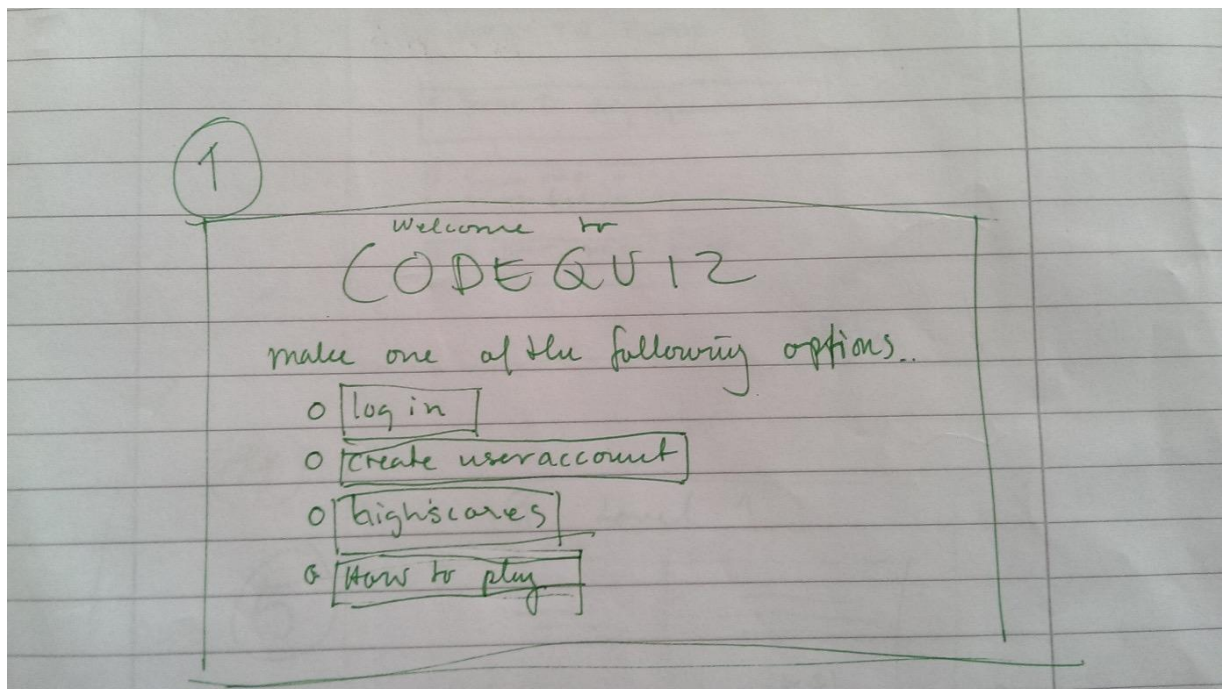 1
Welcome to
CODEQUIZ
make one of the following options..
log in
create useraccount
highscores
How to play